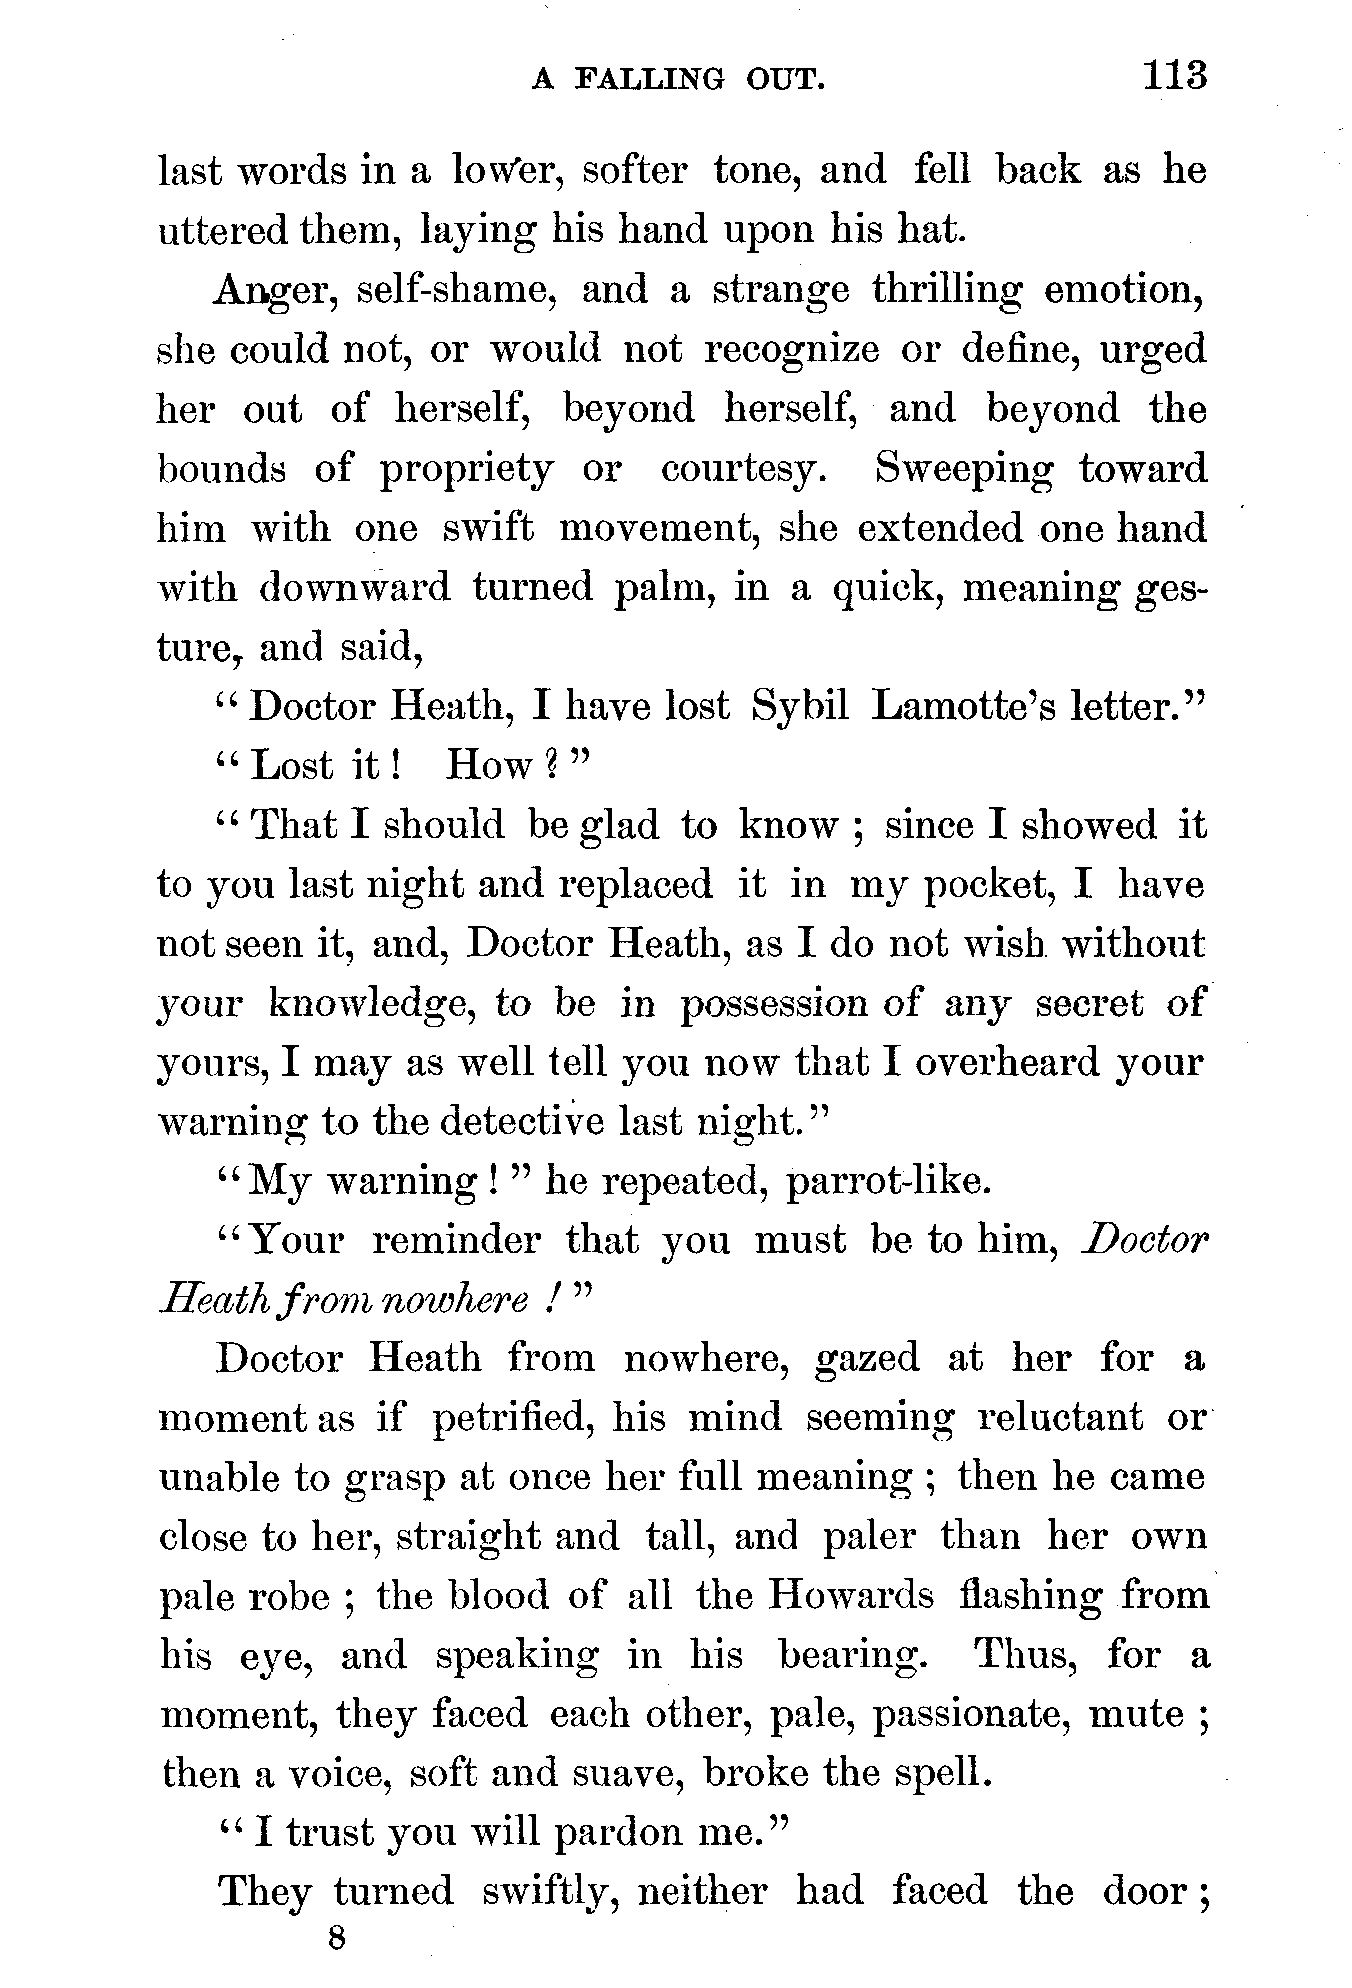 A FALLING OUT. 113
last words in a lower, softer tone, and fell back as he
uttered them, laying his hand upon his hat.
Anger, self-shame, and a strange thrilling emotion,
she could not, or would not recognize or define, urged
her out of herself, beyond herself, and beyond the
bounds of propriety or courtesy. Sweeping toward
him with one swift movement, she extended one hand
with downward turned palm, in a quick, meaning ges-
ture, and said,
“Doctor Heath, I have lost Sybil Lamotte’s letter.”
“Lost it! How?”
“That I should be glad to know; since I showed it
to you last night and replaced it in my pocket, I have
not seen it, and, Doctor Heath, as I do not wish without
your knowledge, to be in possession of any secret of
yours, I may as well tell you now that I overheard your
warning to the detective last night.”
“My warning!” he repeated, parrot-like.
“Your reminder that you must be to him, Doctor
Heath from nowhere!”
Doctor Heath from nowhere, gazed at her for a
moment as if petrified, his mind seeming reluctant or
unable to grasp at once her full meaning; then he came
close to her, straight and tall, and paler than her own
pale robe; the blood of all the Howards flashing from
his eye, and speaking in his bearing. Thus, for a
moment, they faced each other, pale, passionate, mute;
then a voice, soft and suave, broke the spell.
“I trust you will pardon me.”
They turned swiftly, neither had faced the door;
8